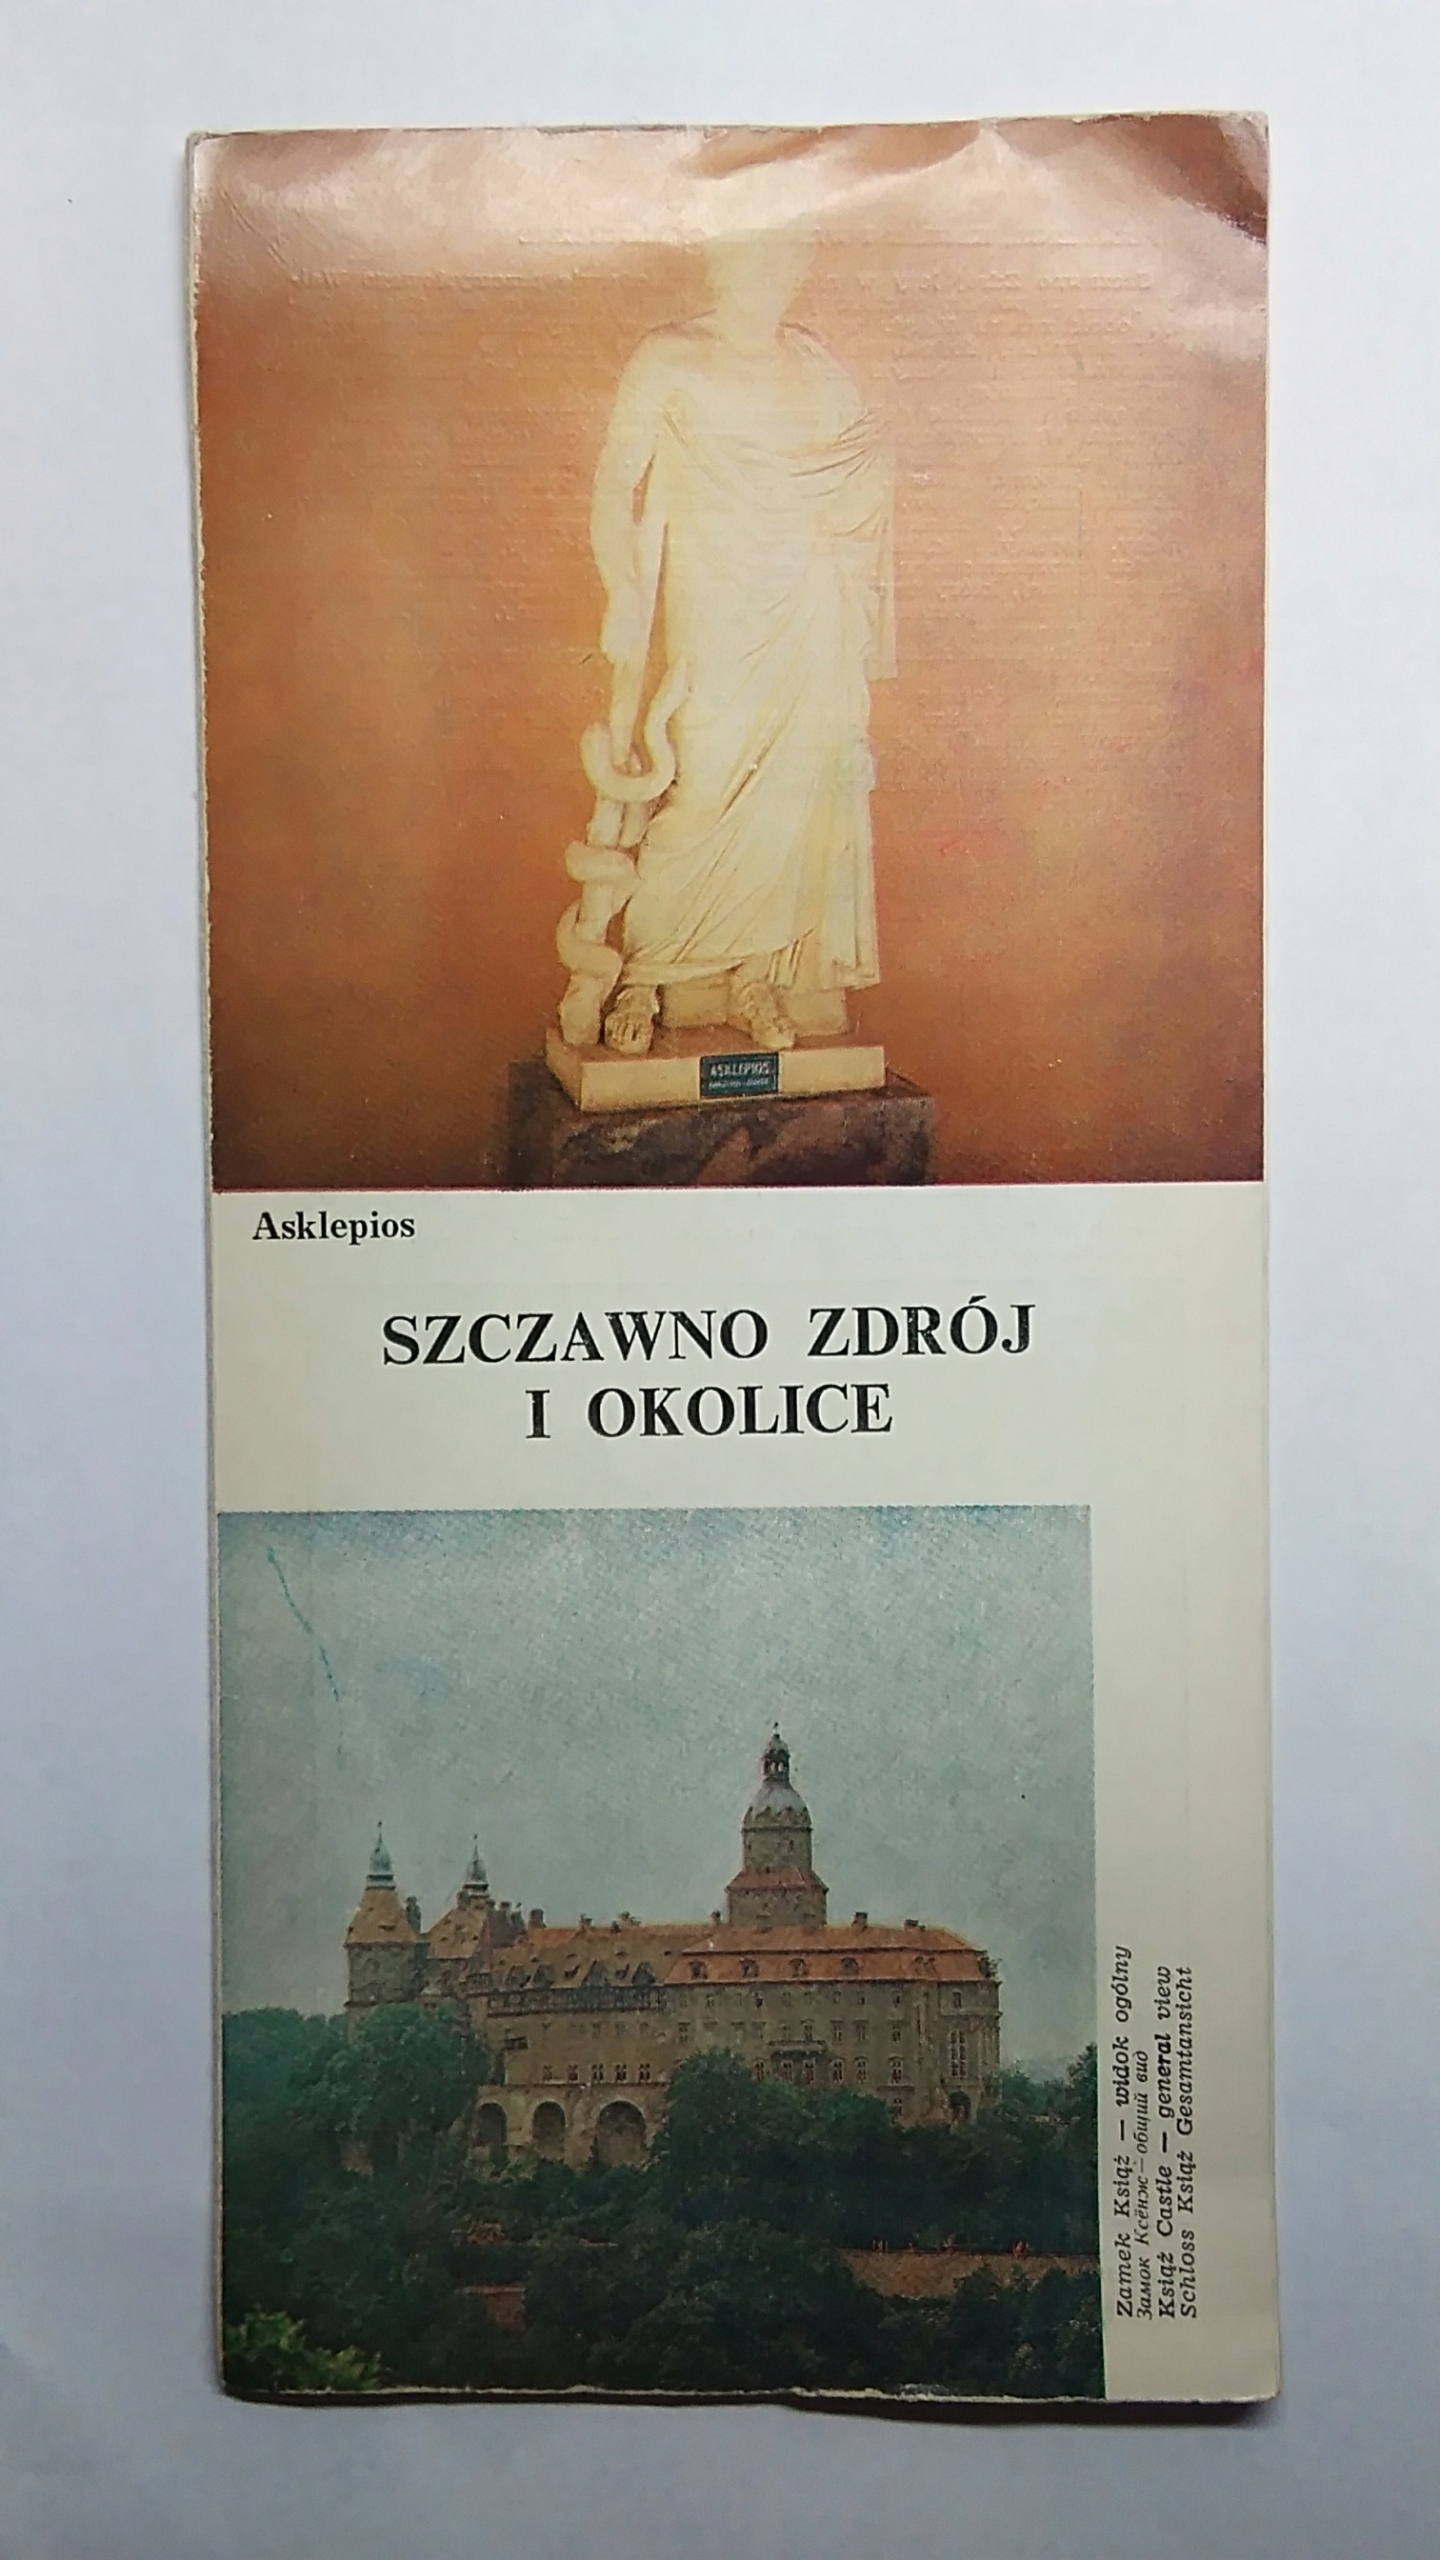 ASKLEPIOS
Asklepios
SZCZAWNO ZDRÓJ
I OKOLICE
Zamek Książ — widok ogólny
Замок Ксёнж — общий вид
Książ Castle — general view
Schloss Książ Gesamtansicht